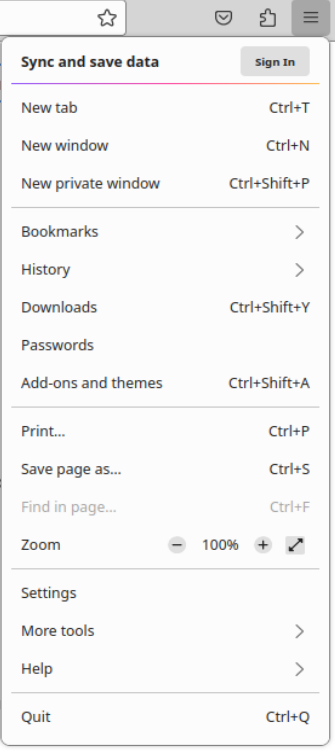 Sync and save data Sign In
New tab Ctrl+T
New window Ctrl+N
New private window Ctrl+Shift+P
Bookmarks
History
Downloads Ctrl+Shift+Y
Passwords
Add-ons and themes Ctrl+Shift+A
Print... Ctrl+P
Save page as... Ctrl+S
Find in page... Ctrl+F
Zoom 100%
Settings
More tools
Help
Quit Ctrl+Q